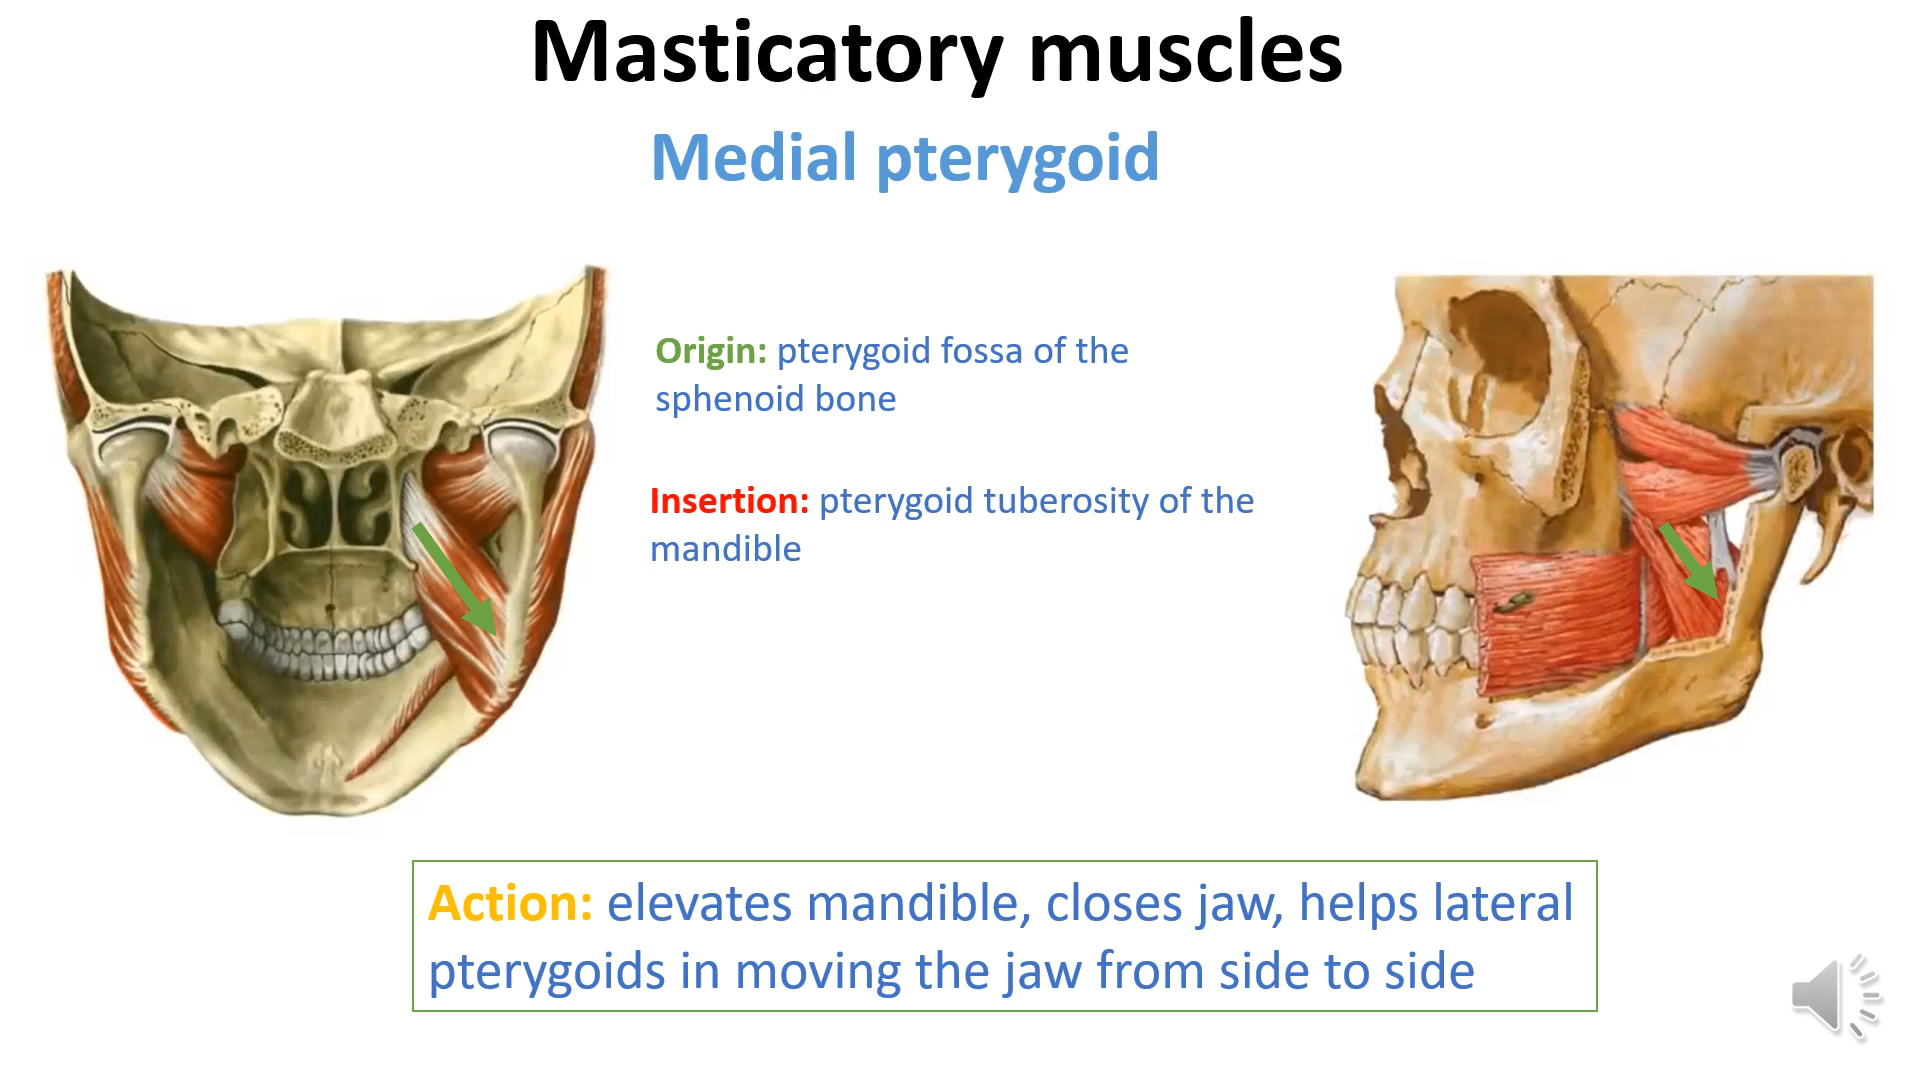 Masticatory muscles
Medial pterygoid
Origin: pterygoid fossa of the
sphenoid bone
Insertion: pterygoid tuberosity of the
mandible
Action: elevates mandible, closes jaw, helps lateral
pterygoids in moving the jaw from side to side